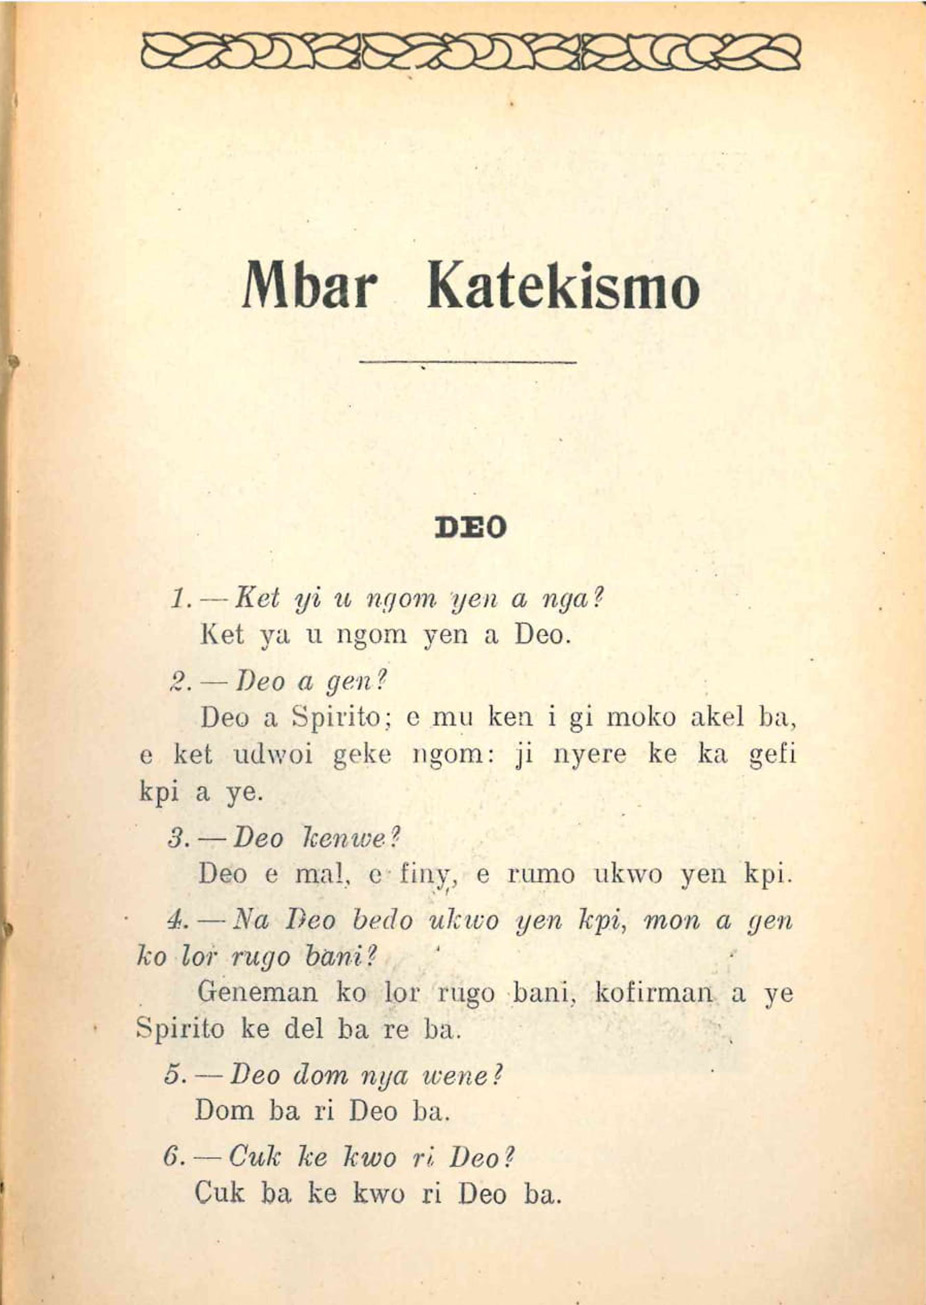 Mbar Katekismo
DEO
1. — Ket yi u ngom yen a nga?
Ket ya u ngom yen a Deo.
2. — Deo a gen?
Deo a Spirito; e mu ken i gi moko akel ba,
e ket udwoi geke ngom: ji nyere ke ka gefi
kpi a ye.
3. — Deo kenwe?
Deo e mal, e finy, e rumo ukwo yen kpi.
4. — Na Deo bedo ukwo yen kpi, mon a gen
ko lor rugo bani?
Geneman ko lor rugo bani, kofirman a ye
Spirito ke del ba re ba.
5. — Deo dom nya wene?
Dom ba ri Deo ba.
6. — Cuk ke kwo ri Deo?
Cuk ba ke kwo ri Deo ba.